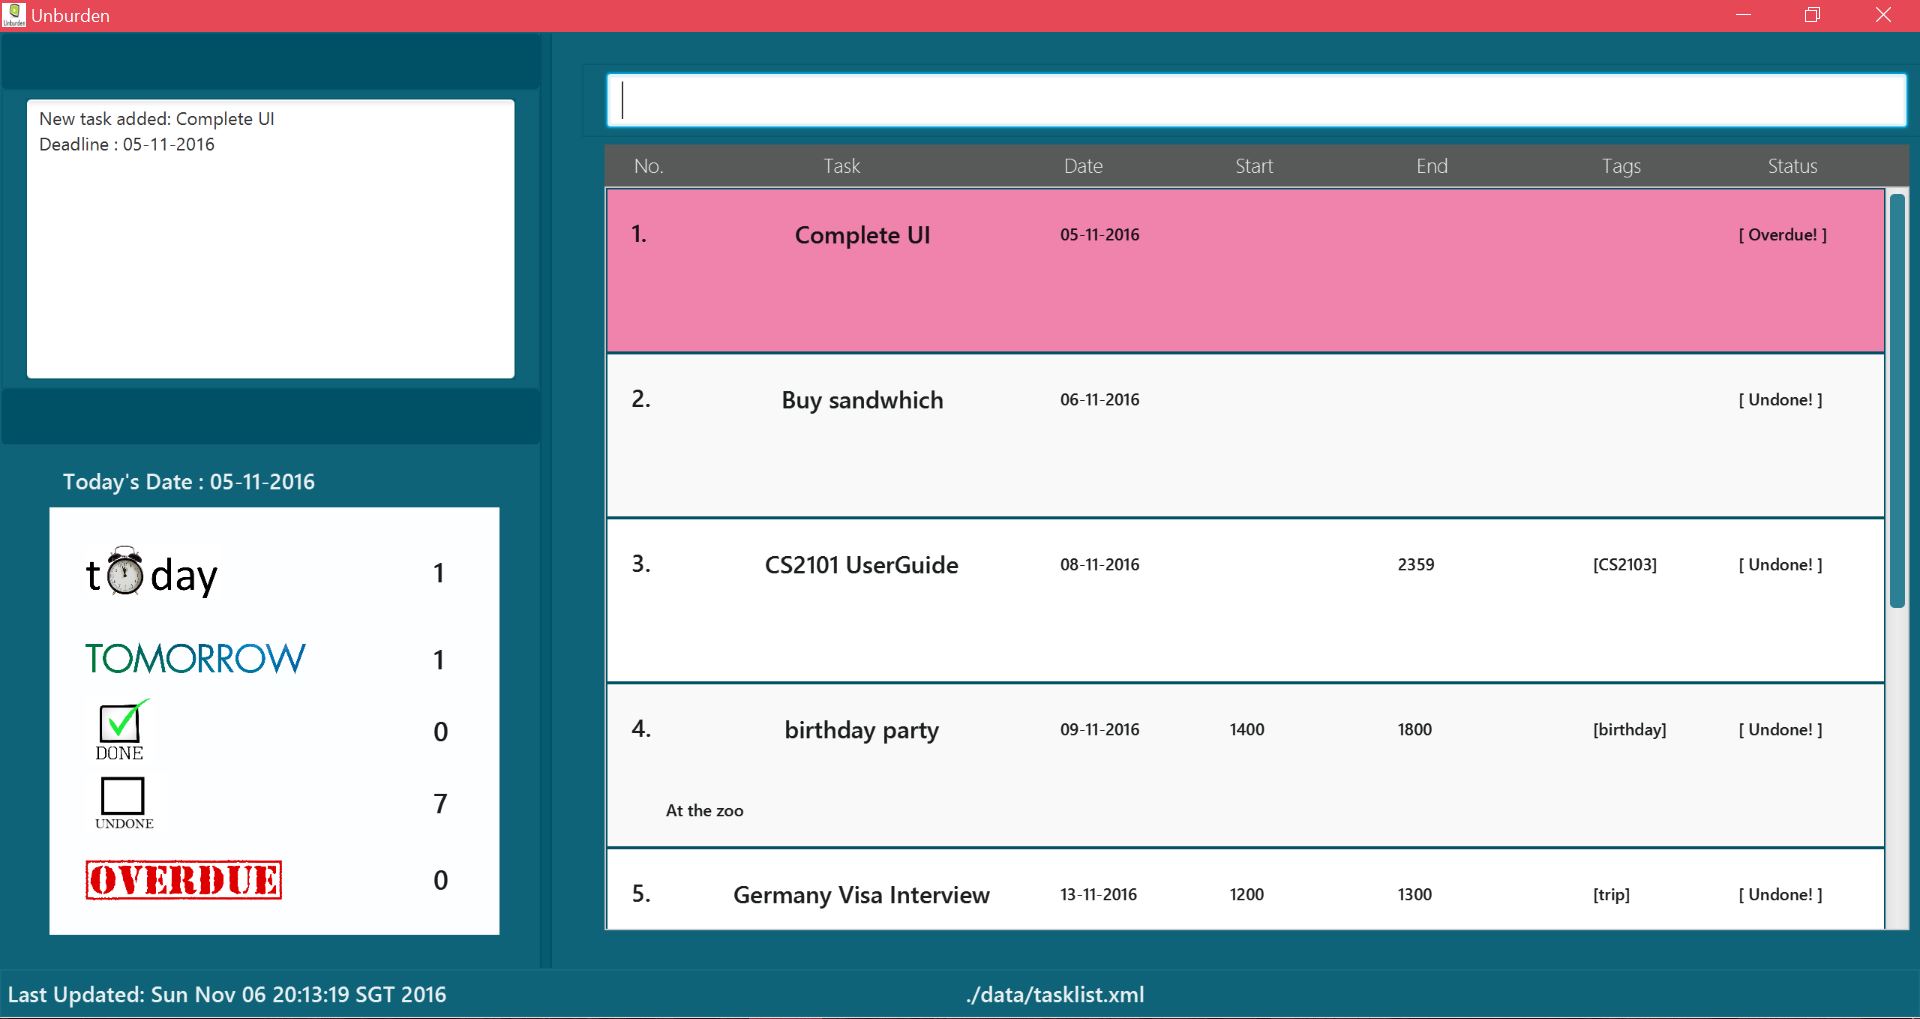 Unburden
New task added: Complete UI
Deadline : 05-11-2016
Today's Date : 05-11-2016
today 1
TOMORROW 1
DONE 0
UNDONE 7
OVERDUE 0
No. Task Date Start End Tags Status
1. Complete UI 05-11-2016 [ Overdue! ]
2. Buy sandwhich 06-11-2016 [ Undone! ]
3. CS2101 UserGuide 08-11-2016 2359 [CS2103] [ Undone! ]
4. birthday party 09-11-2016 1400 1800 [birthday] [ Undone! ]
At the zoo
5. Germany Visa Interview 13-11-2016 1200 1300 [trip] [ Undone! ]
Last Updated: Sun Nov 06 20:13:19 SGT 2016
./data/tasklist.xml